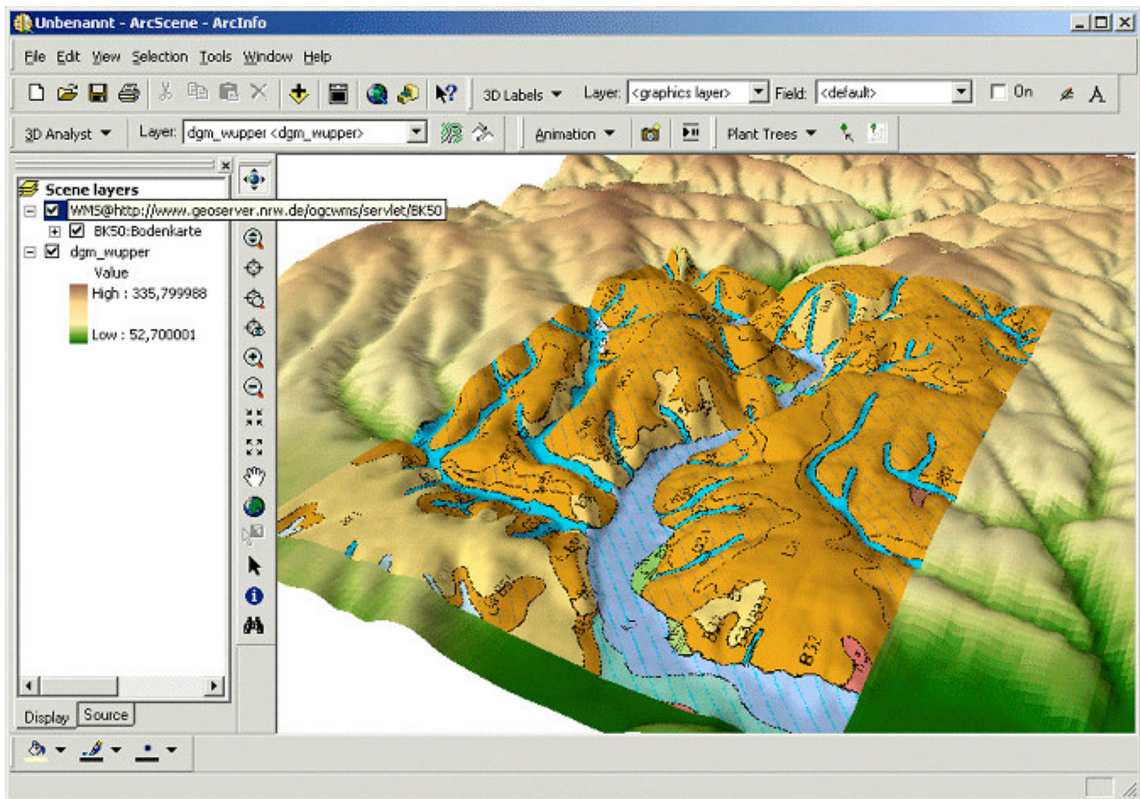 Unbenannt - ArcScene - ArcInfo
File Edit View Selection Tools Window Help
3D Labels Layer: <graphics layer> Field: <default> On A
3D Analyst Layer: dgm_wupper <dgm_wupper> Animation Plant Trees
Scene layers
WMS@http://www.geoserver.nrw.de/ogcwms/servlet/BK50
BK50:Bodenkarte
dgm_wupper
Value
High : 335,799988
Low : 52,700001
B32
Display Source